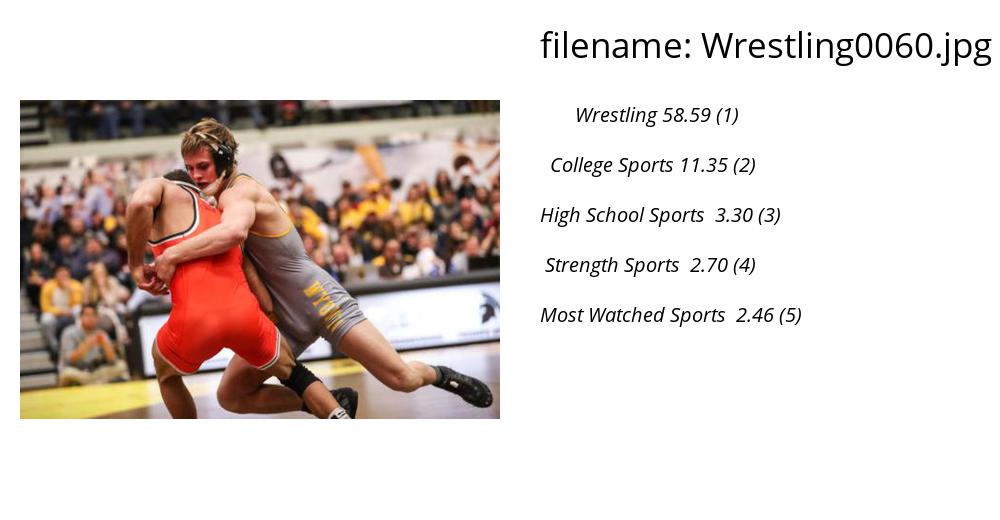 filename: Wrestling0060.jpg
Wrestling 58.59 (1)
College Sports 11.35 (2)
High School Sports 3.30 (3)
Strength Sports 2.70 (4)
Most Watched Sports 2.46 (5)